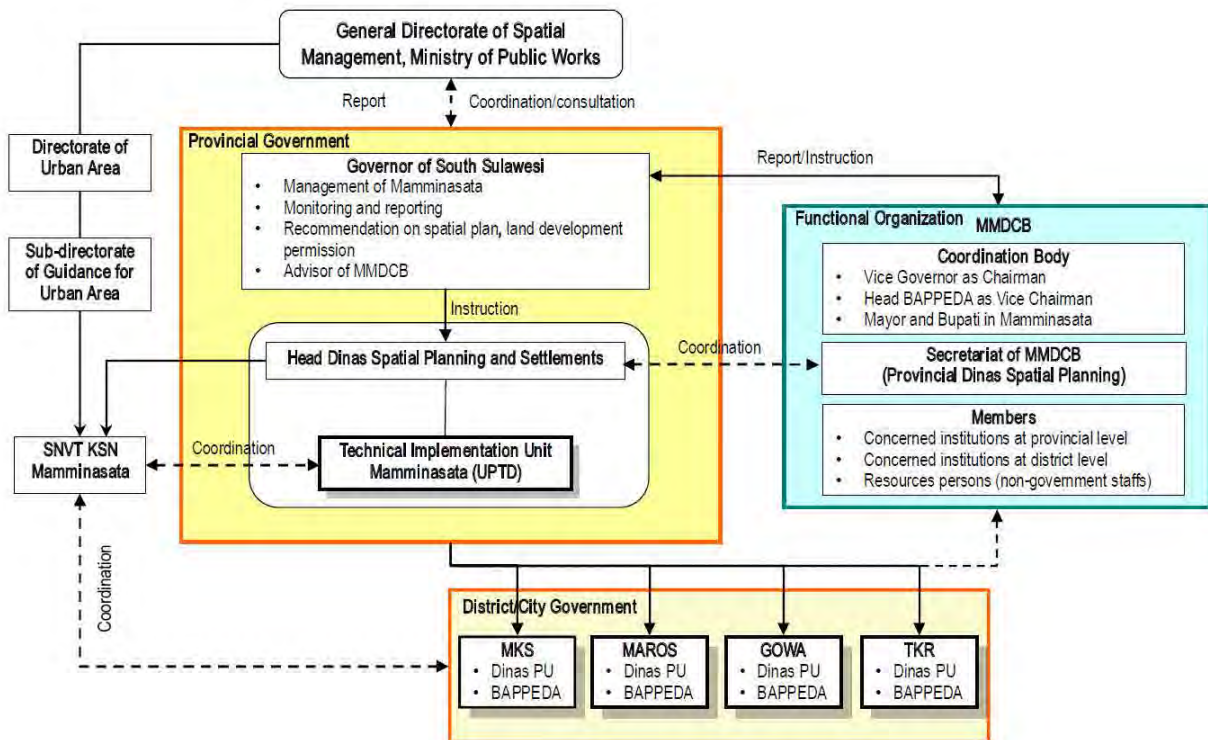 General Directorate of Spatial
Management, Ministry of Public Works
Report
Coordination/consultation
Directorate of
Urban Area
Sub-directorate
of Guidance for
Urban Area
SNVT KSN
Mamminasata
Provincial Government
Governor of South Sulawesi
• Management of Mamminasata
• Monitoring and reporting
• Recommendation on spatial plan, land development
permission
• Advisor of MMDCB
Instruction
Head Dinas Spatial Planning and Settlements
Technical Implementation Unit
Mamminasata (UPTD)
Coordination
Report/Instruction
Coordination
Functional Organization
MMDCB
Coordination Body
• Vice Governor as Chairman
• Head BAPPEDA as Vice Chairman
• Mayor and Bupati in Mamminasata
Secretariat of MMDCB
(Provincial Dinas Spatial Planning)
Members
• Concerned institutions at provincial level
• Concerned institutions at district level
• Resources persons (non-government staffs)
Coordination
District/City Government
MKS
• Dinas PU
• BAPPEDA
MAROS
• Dinas PU
• BAPPEDA
GOWA
• Dinas PU
• BAPPEDA
TKR
• Dinas PU
• BAPPEDA